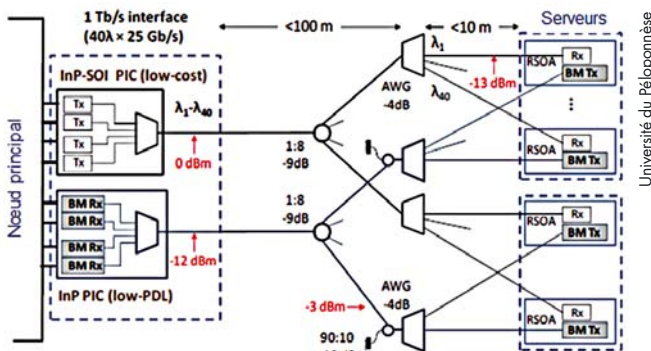 1 Tb/s interface
(40λ × 25 Gb/s)
<100 m
<10 m
Serveurs
InP-SOI PIC (low-cost)
Tx
Tx
Tx
Tx
λ1-λ40
0 dBm
1:8
-9dB
AWG
-4dB
λ1
λ40
-13 dBm
RSOA
Rx
BM Tx
⋮
RSOA
Rx
BM Tx
Nœud principal
BM Rx
BM Rx
BM Rx
BM Rx
-12 dBm
InP PIC (low-PDL)
1:8
-9dB
-3 dBm
AWG
-4dB
90:10
RSOA
Rx
BM Tx
RSOA
Rx
BM Tx
Université du Péloponnèse